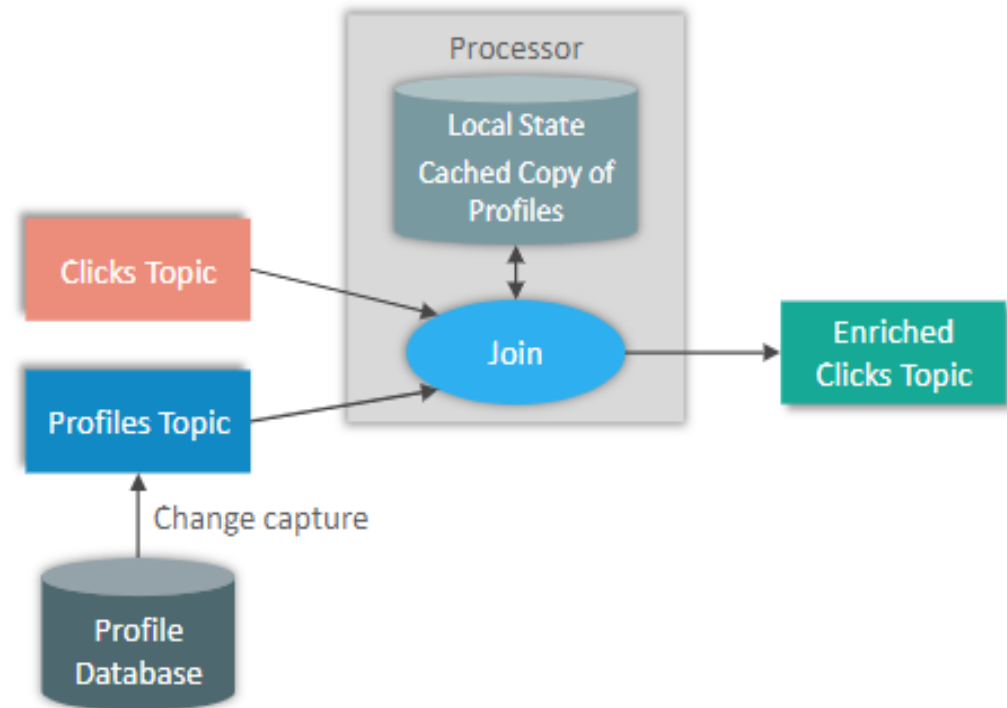 Processor
Local State
Cached Copy of
Profiles
Clicks Topic
Join
Enriched
Clicks Topic
Profiles Topic
Change capture
Profile
Database